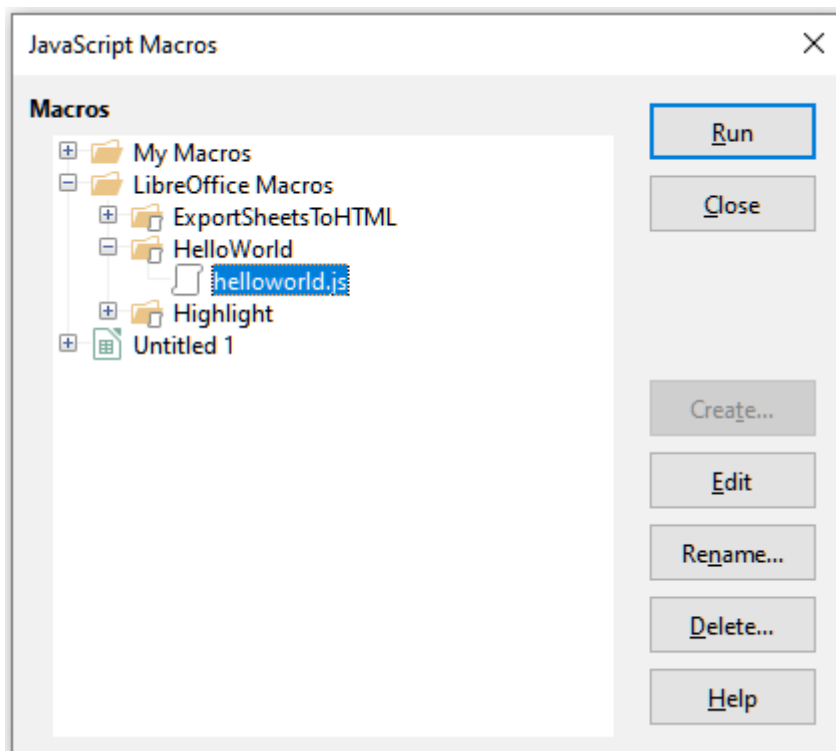 JavaScript Macros
Macros
My Macros
LibreOffice Macros
ExportSheetsToHTML
HelloWorld
helloworld.js
Highlight
Untitled 1
Run
Close
Create...
Edit
Rename...
Delete...
Help